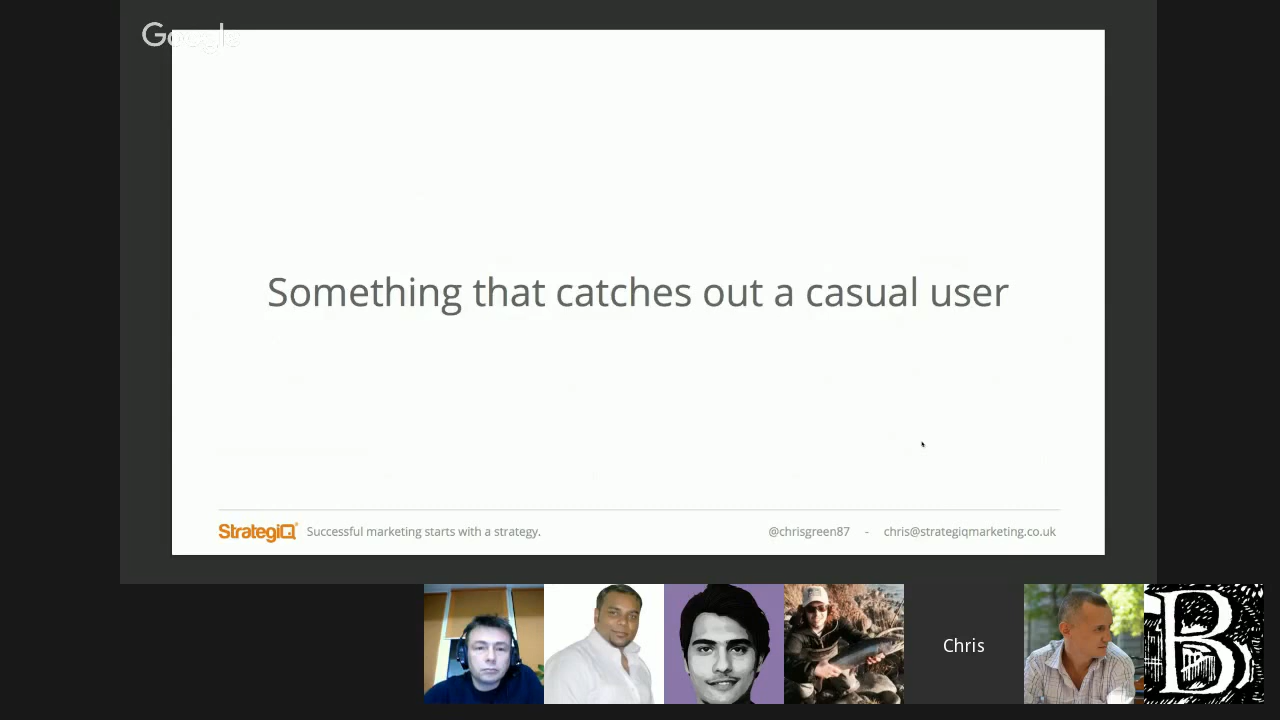 Google
Something that catches out a casual user
StrategiQ Successful marketing starts with a strategy. @chrisgreen87 - chris@strategiqmarketing.co.uk
Chris
B